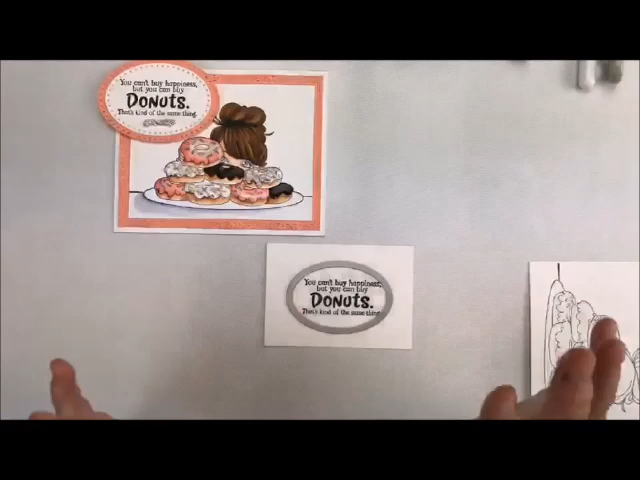 You can't buy happiness,
but you can buy
DONUTS.
That's kind of the same thing.
You can't buy happiness,
but you can buy
DONUTS.
That's kind of the same thing.